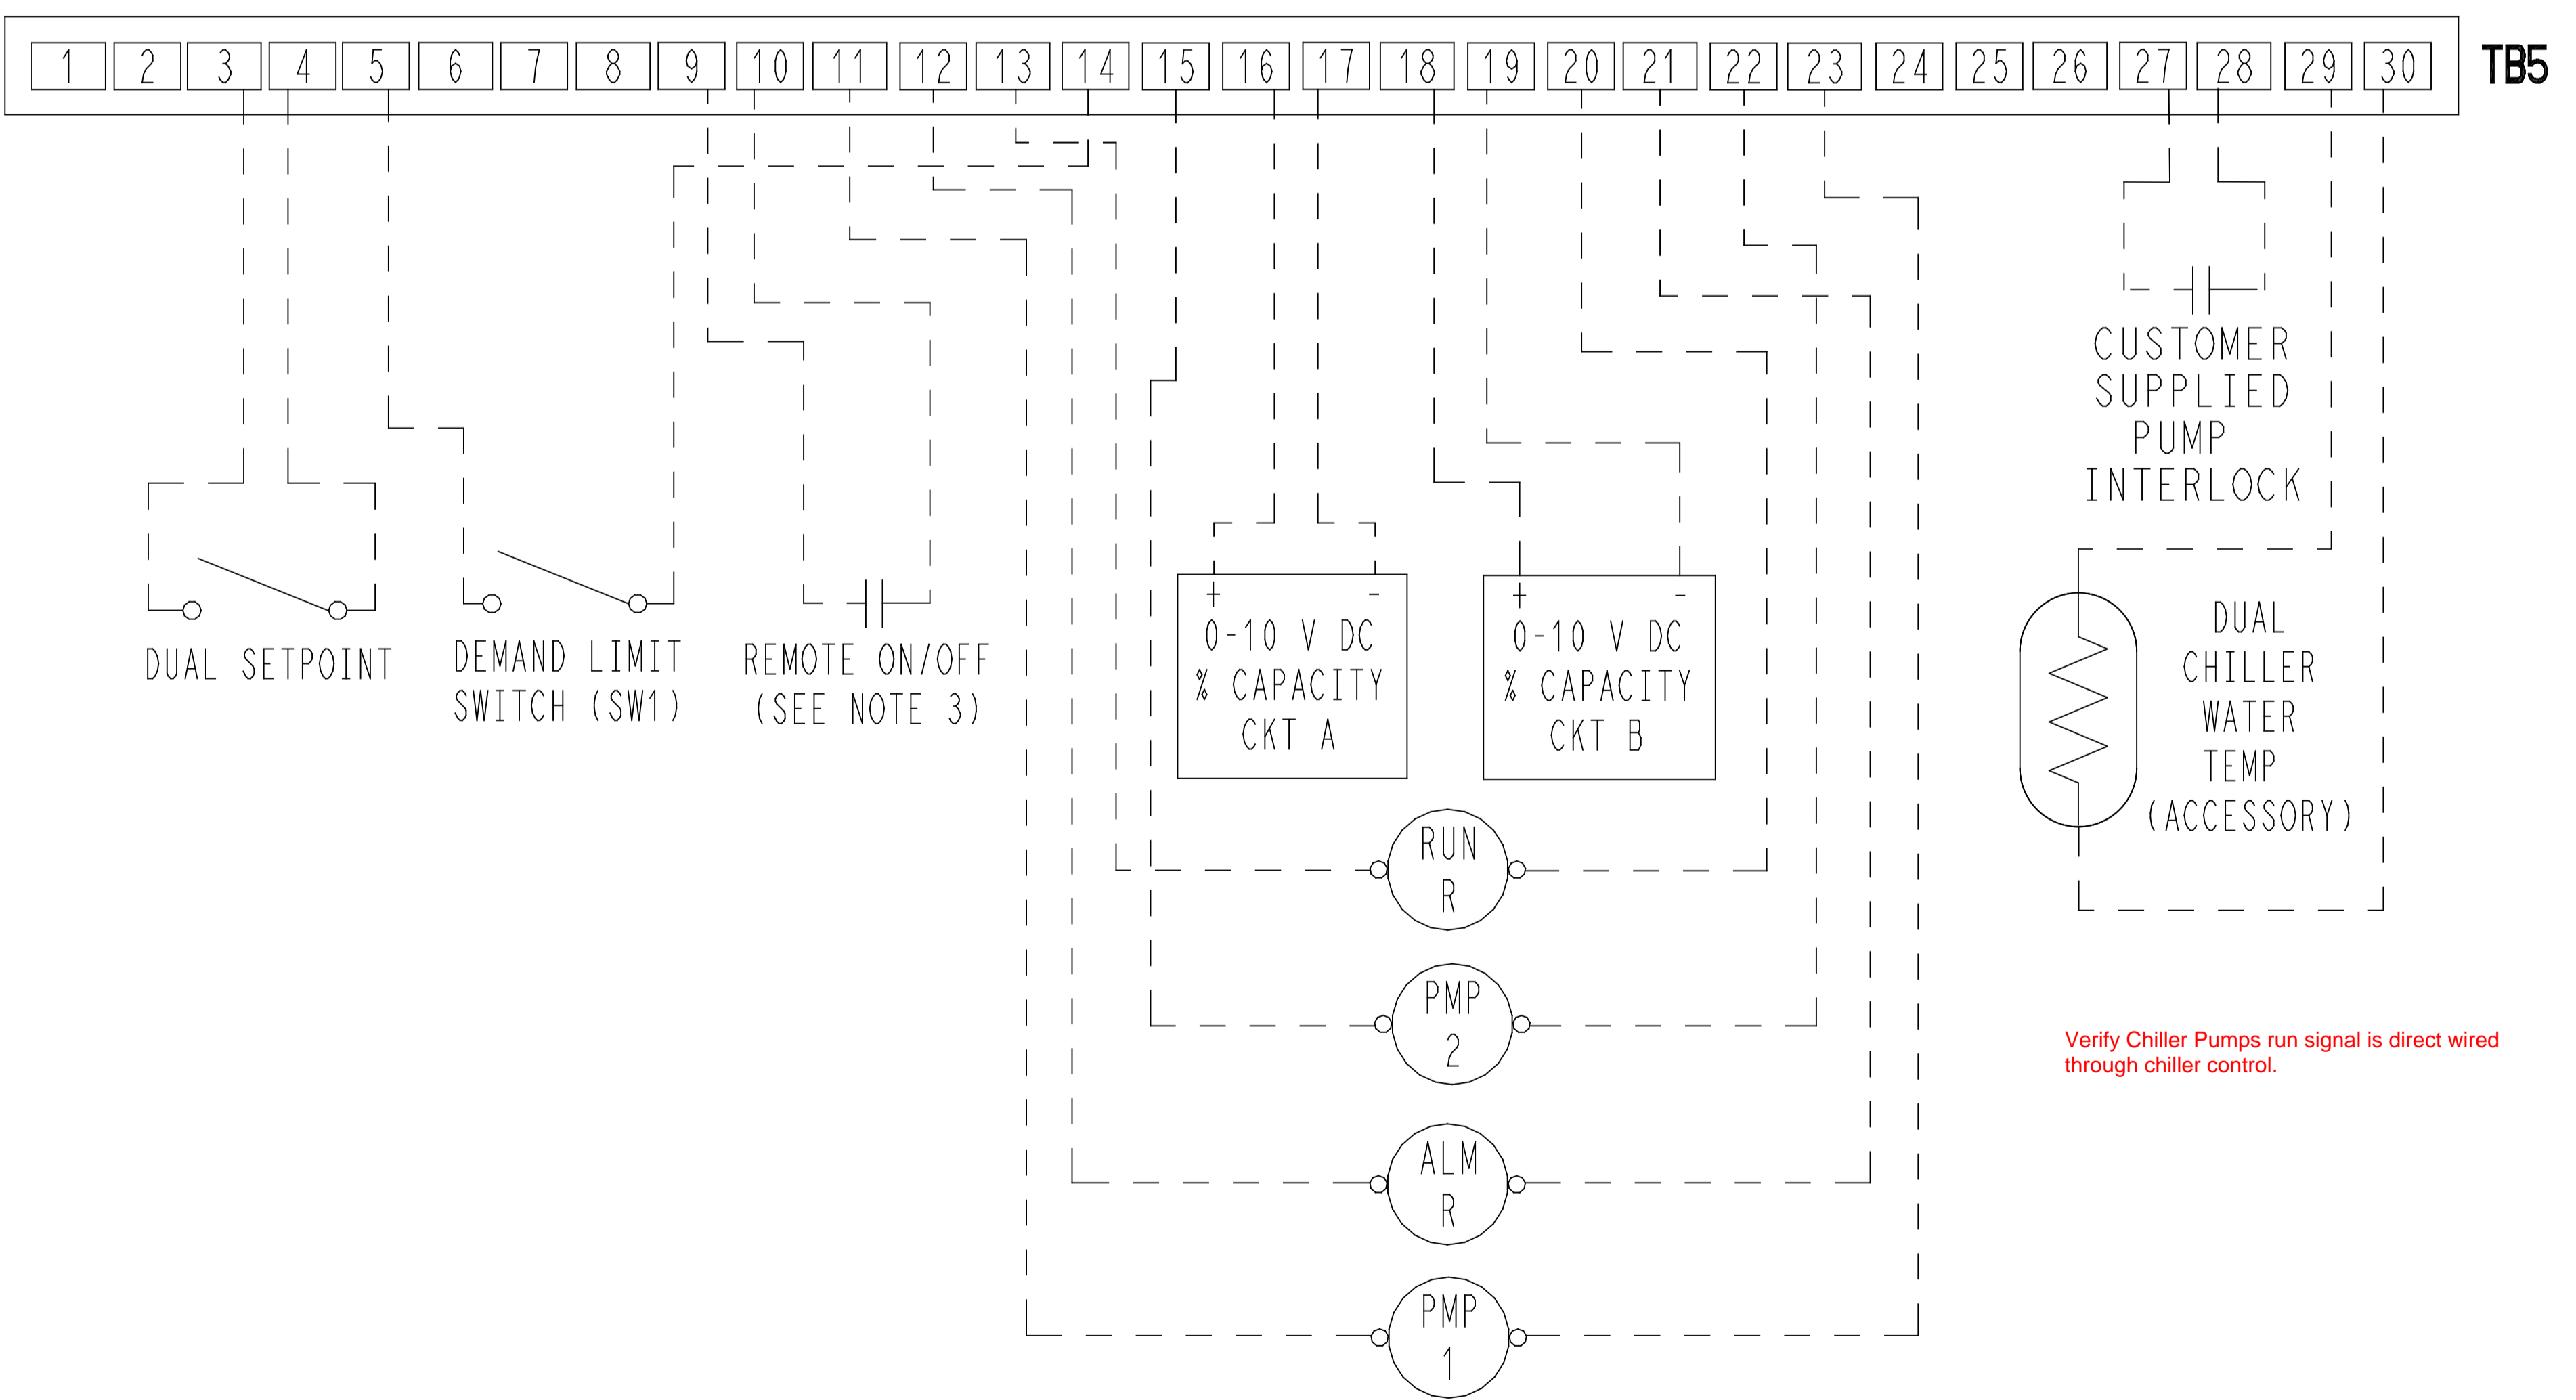 1 2 3 4 5 6 7 8 9 10 11 12 13 14 15 16 17 18 19 20 21 22 23 24 25 26 27 28 29 30 TB5
CUSTOMER
SUPPLIED
PUMP
INTERLOCK
DUAL SETPOINT
DEMAND LIMIT
SWITCH (SW1)
REMOTE ON/OFF
(SEE NOTE 3)
+ -
0-10 V DC
% CAPACITY
CKT A
+ -
0-10 V DC
% CAPACITY
CKT B
DUAL
CHILLER
WATER
TEMP
(ACCESSORY)
RUN
R
PMP
2
ALM
R
PMP
1
Verify Chiller Pumps run signal is direct wired
through chiller control.